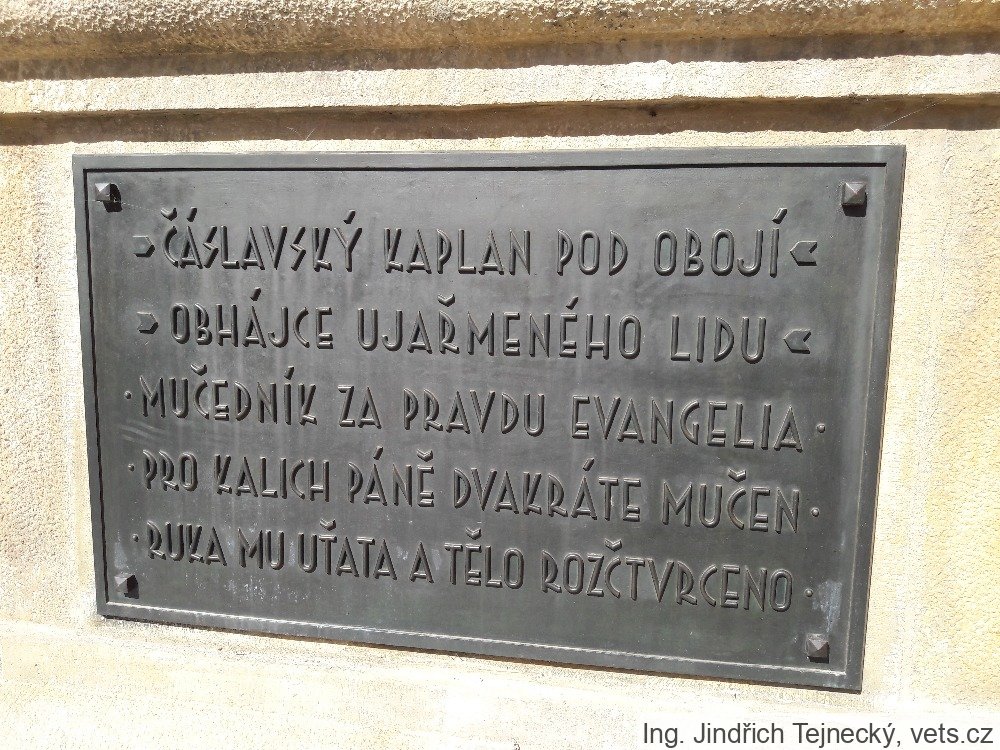 ČÁSLAVSKÝ KAPLAN POD OBOJÍ
OBHÁJCE UJAŘMENÉHO LIDU
· MUČEDNÍK ZA PRAVDU EVANGELIA ·
· PRO KALICH PÁNĚ DVAKRÁTE MUČEN ·
· RUKA MU UŤATA A TĚLO ROZČTVRCENO ·
Ing. Jindřich Tejnecký, vets.cz